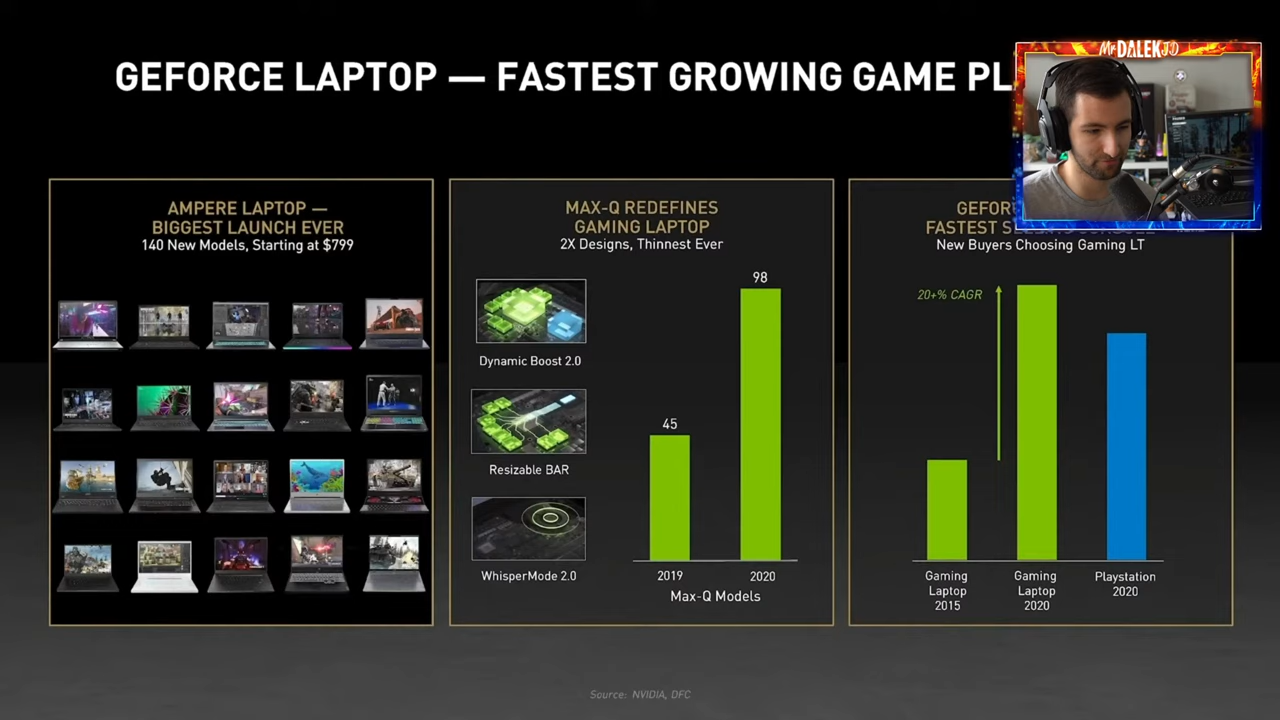 GEFORCE LAPTOP — FASTEST GROWING GAME
MR DALEKJD
AMPERE LAPTOP —
BIGGEST LAUNCH EVER
140 New Models, Starting at $799
MAX-Q REDEFINES
GAMING LAPTOP
2X Designs, Thinnest Ever
Dynamic Boost 2.0
Resizable BAR
WhisperMode 2.0
98
45
2019
2020
Max-Q Models
FASTEST
New Buyers Choosing Gaming LT
20+% CAGR
Gaming
Laptop
2015
Gaming
Laptop
2020
Playstation
2020
Source: NVIDIA, DFC